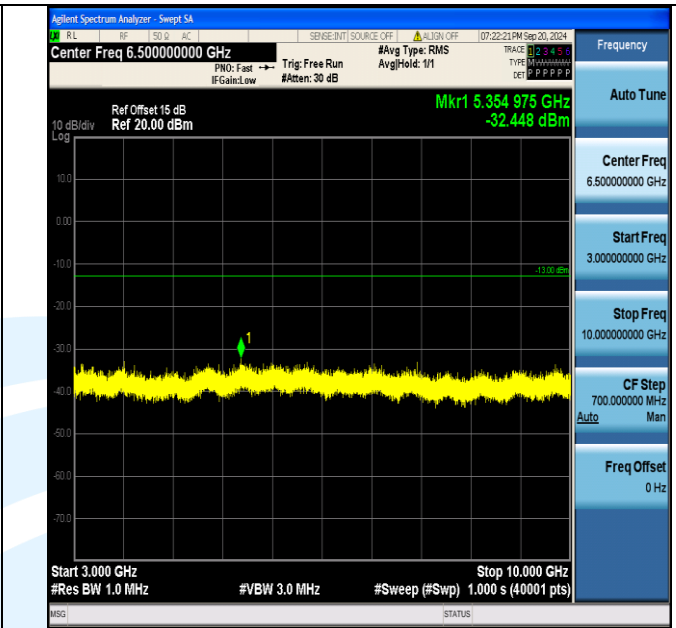 Agilent Spectrum Analyzer - Swept SA
RL RF 50 Ω AC SENSE:INT SOURCE OFF ALIGN OFF 07:22:21 PM Sep 20, 2024
Center Freq 6.500000000 GHz #Avg Type: RMS TRACE 1 2 3 4 5 6
PNO: Fast Trig: Free Run Avg|Hold: 1/1 TYPE
IFGain:Low #Atten: 30 dB DET P P P P P P
Mkr1 5.354 975 GHz
-32.448 dBm
Ref Offset 15 dB
10 dB/div Ref 20.00 dBm
Log
10.0
0.00
-10.0
-13.00 dBm
-20.0
-30.0
1
-40.0
-50.0
-60.0
-70.0
Start 3.000 GHz Stop 10.000 GHz
#Res BW 1.0 MHz #VBW 3.0 MHz #Sweep (#Swp) 1.000 s (40001 pts)
MSG STATUS
Frequency
Auto Tune
Center Freq
6.500000000 GHz
Start Freq
3.000000000 GHz
Stop Freq
10.000000000 GHz
CF Step
700.000000 MHz
Auto Man
Freq Offset
0 Hz